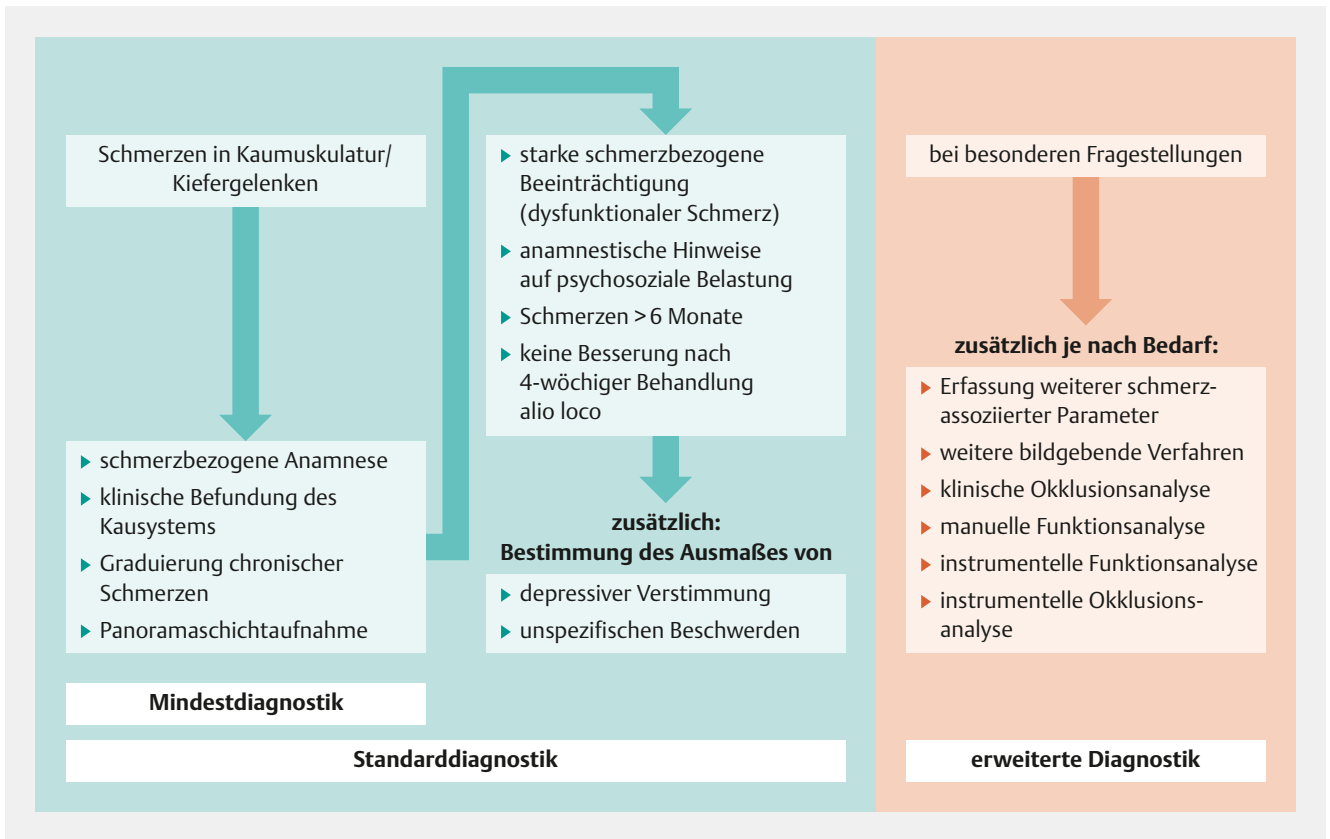 Schmerzen in Kaumuskulatur/
Kiefergelenken
▶ schmerzbezogene Anamnese
▶ klinische Befundung des
Kausystems
▶ Graduierung chronischer
Schmerzen
▶ Panoramaschichtaufnahme
Mindestdiagnostik
▶ starke schmerzbezogene
Beeinträchtigung
(dysfunktionaler Schmerz)
▶ anamnestische Hinweise
auf psychosoziale Belastung
▶ Schmerzen > 6 Monate
▶ keine Besserung nach
4-wöchiger Behandlung
alio loco
zusätzlich:
Bestimmung des Ausmaßes von
▶ depressiver Verstimmung
▶ unspezifischen Beschwerden
Standarddiagnostik
bei besonderen Fragestellungen
zusätzlich je nach Bedarf:
▶ Erfassung weiterer schmerz-
assoziierter Parameter
▶ weitere bildgebende Verfahren
▶ klinische Okklusionsanalyse
▶ manuelle Funktionsanalyse
▶ instrumentelle Funktionsanalyse
▶ instrumentelle Okklusions-
analyse
erweiterte Diagnostik